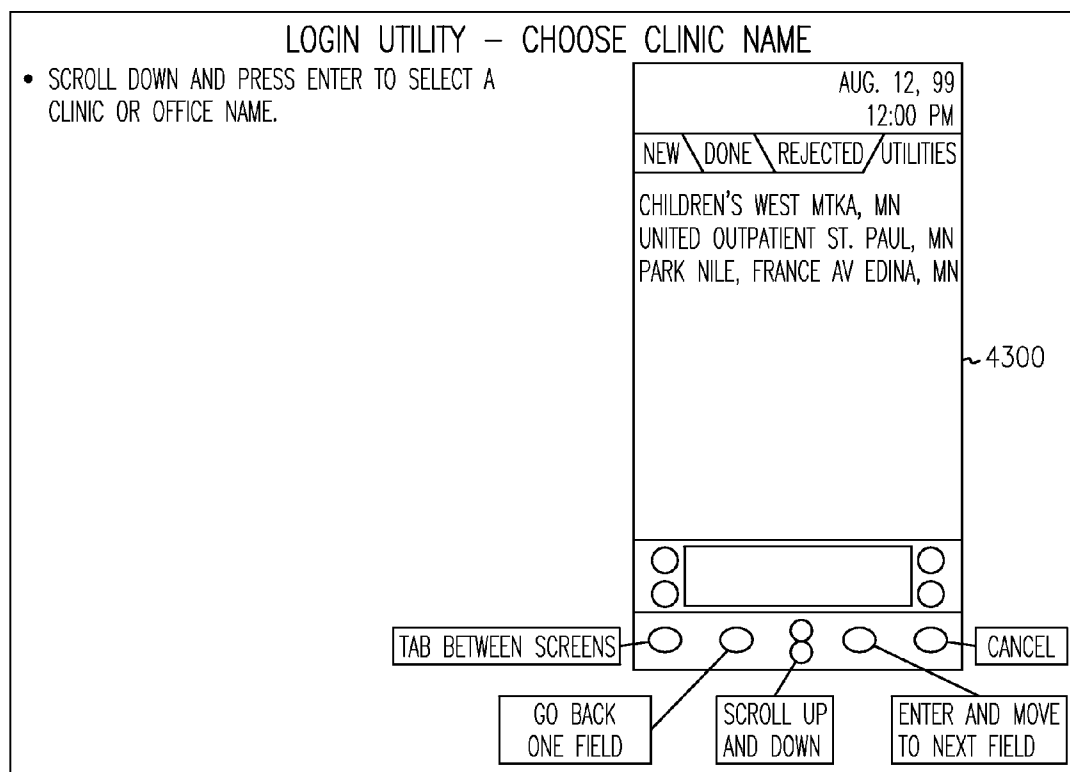 LOGIN UTILITY – CHOOSE CLINIC NAME
• SCROLL DOWN AND PRESS ENTER TO SELECT A
CLINIC OR OFFICE NAME.
AUG. 12, 99
12:00 PM
NEW DONE REJECTED UTILITIES
CHILDREN'S WEST MTKA, MN
UNITED OUTPATIENT ST. PAUL, MN
PARK NILE, FRANCE AV EDINA, MN
4300
TAB BETWEEN SCREENS
CANCEL
GO BACK
ONE FIELD
SCROLL UP
AND DOWN
ENTER AND MOVE
TO NEXT FIELD